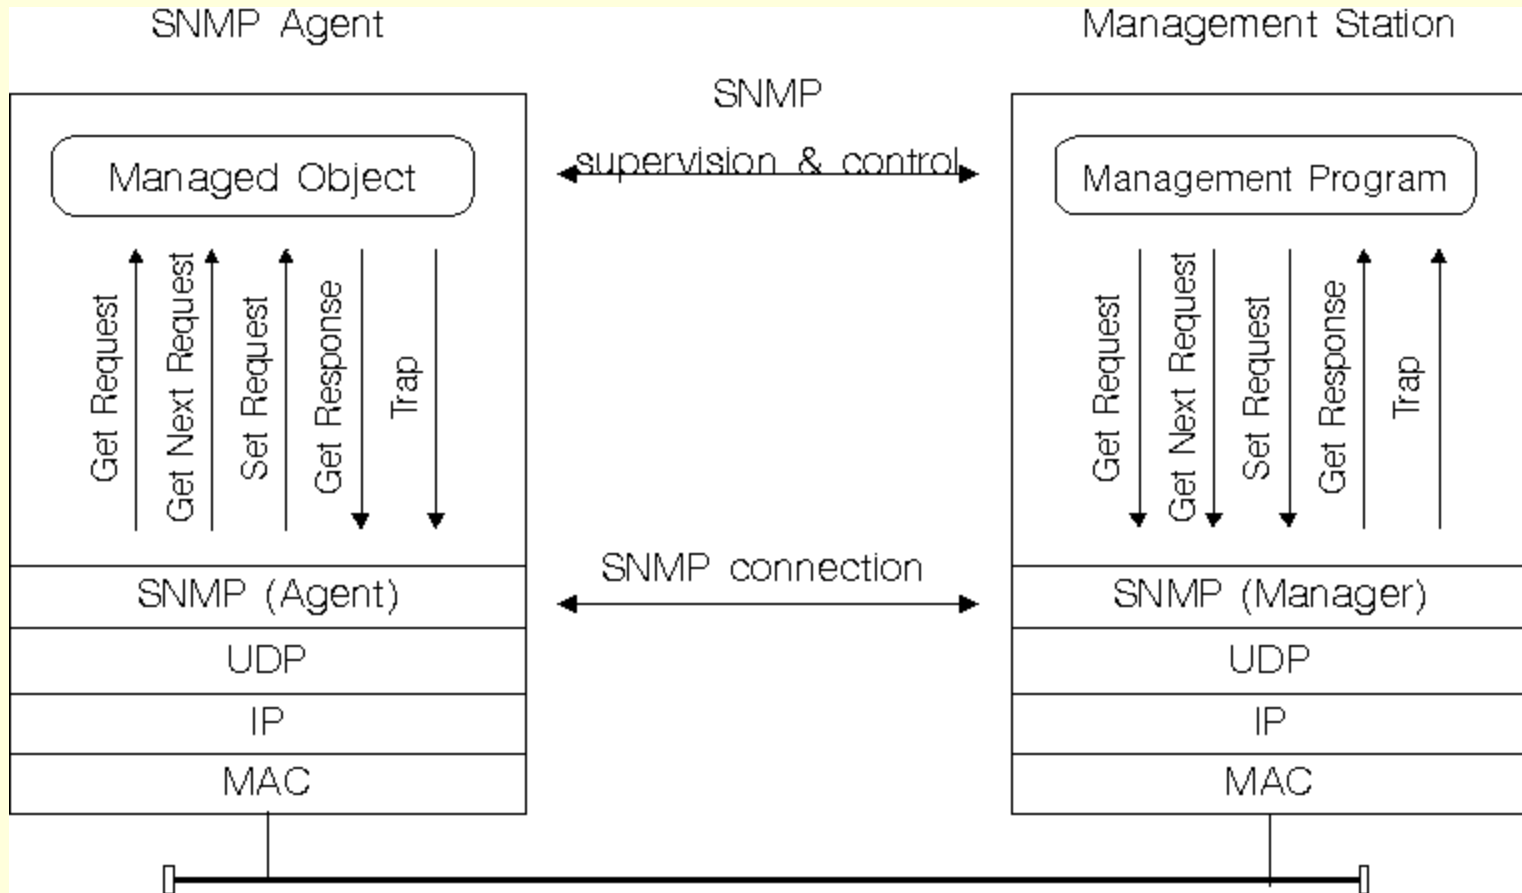 SNMP Agent
Management Station
SNMP
supervision & control
Managed Object
Management Program
Get Request
Get Next Request
Set Request
Get Response
Trap
Get Request
Get Next Request
Set Request
Get Response
Trap
SNMP connection
SNMP (Agent)
SNMP (Manager)
UDP
UDP
IP
IP
MAC
MAC